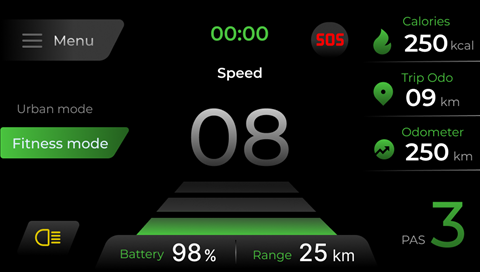 Menu
00:00
SOS
Calories
250 kcal
Speed
Trip Odo
09 km
Urban mode
08
Fitness mode
Odometer
250 km
PAS 3
Battery 98% Range 25 km